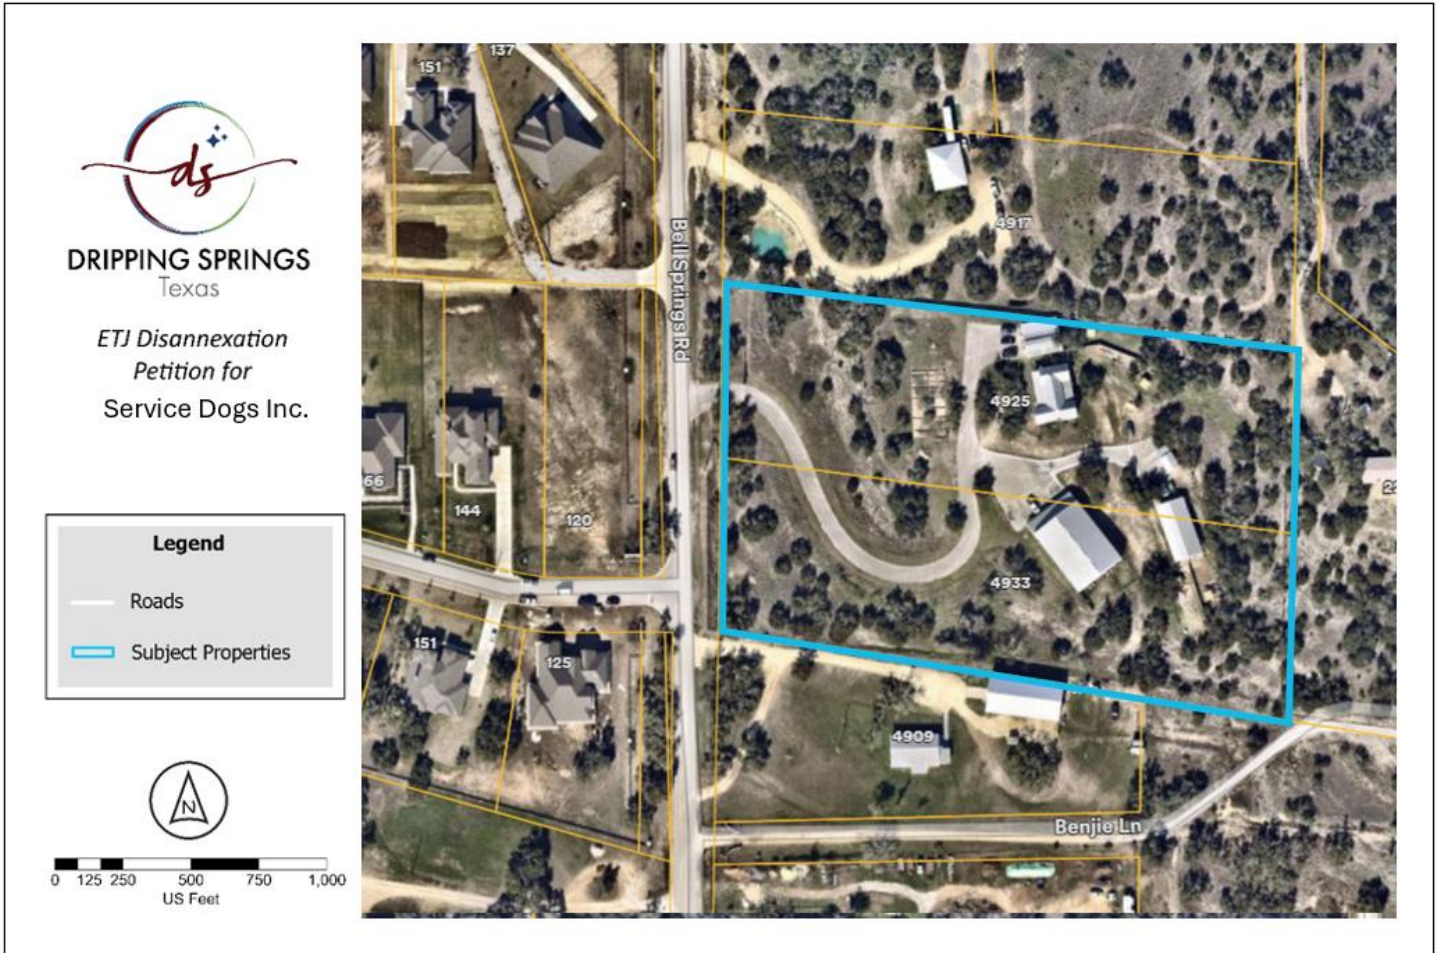 ds
DRIPPING SPRINGS
Texas
ETJ Disannexation
Petition for
Service Dogs Inc.
Legend
Roads
Subject Properties
N
0 125 250 500 750 1,000
US Feet
137
151
4917
Bell Springs Rd
4925
66
144
120
4933
151
125
4909
Benjie Ln